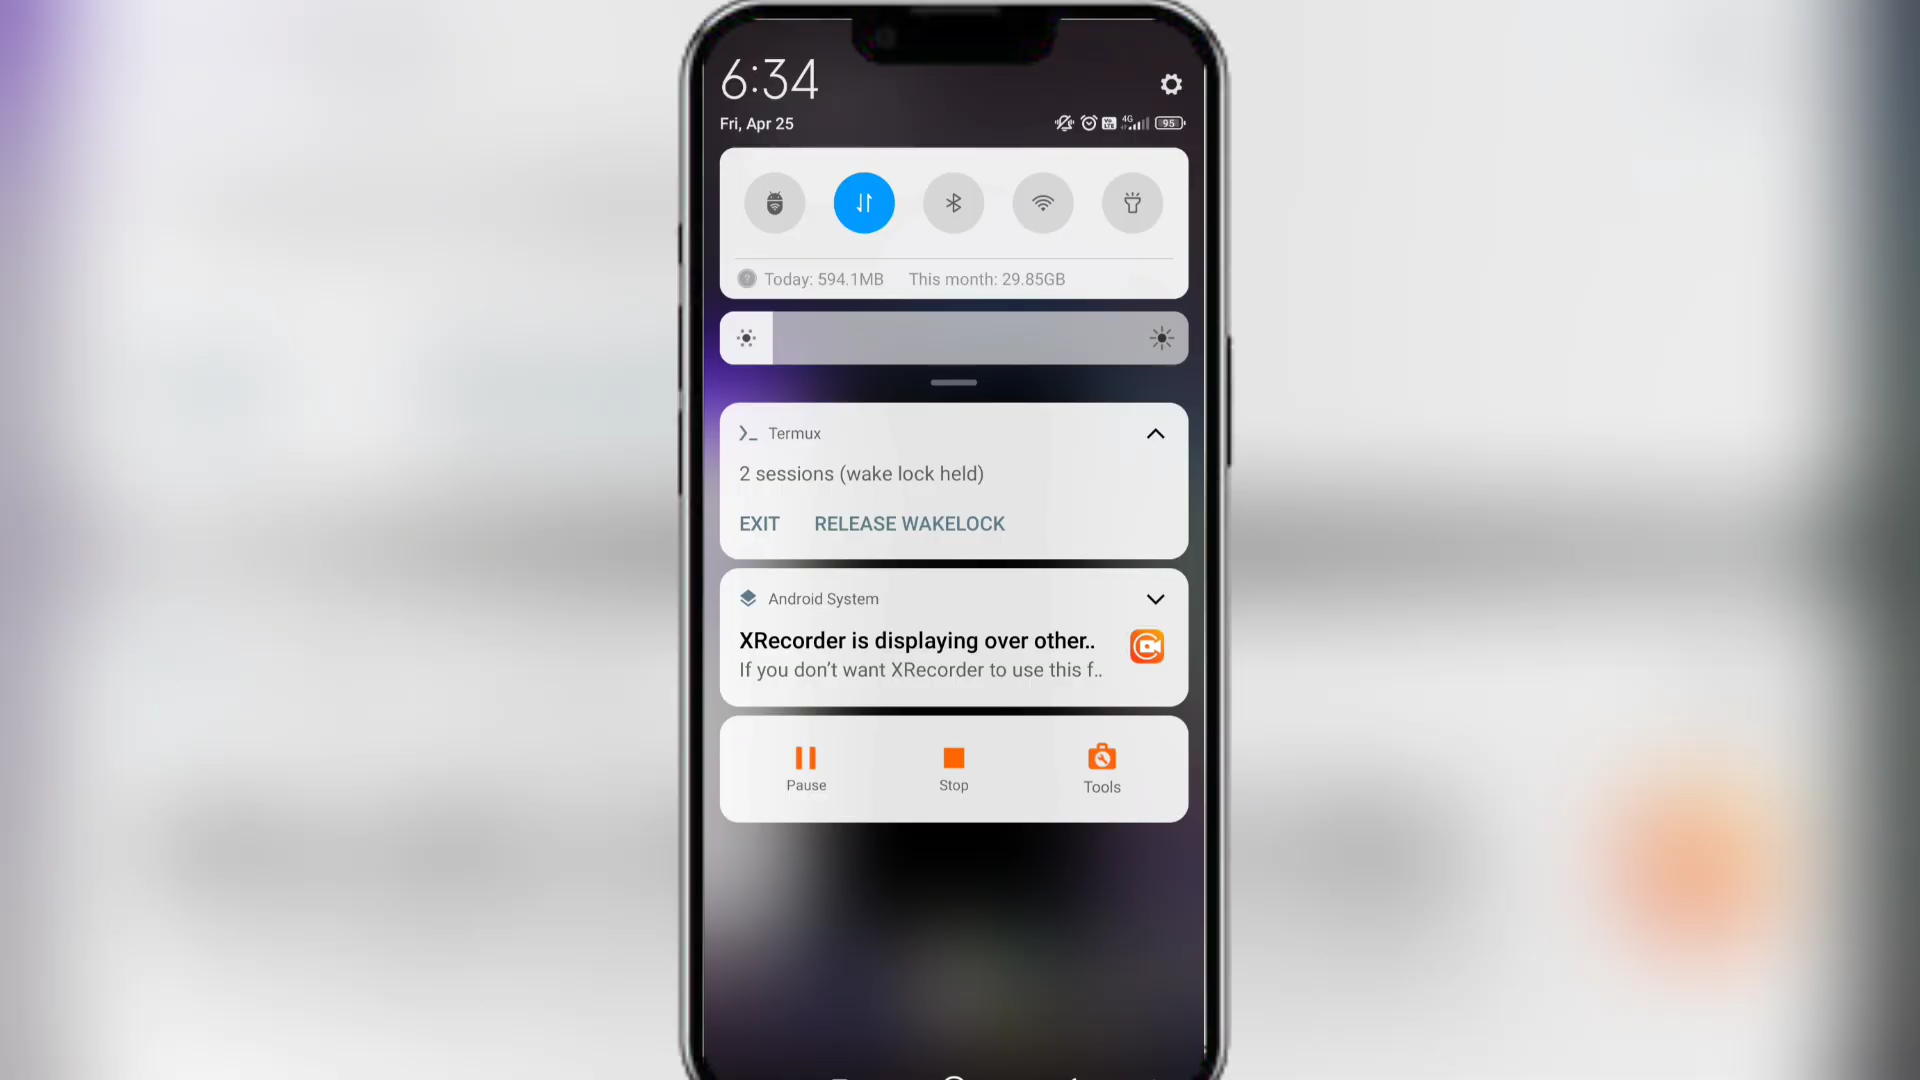 6:34
Fri, Apr 25
4G
95
Today: 594.1MB This month: 29.85GB
Termux
2 sessions (wake lock held)
EXIT RELEASE WAKELOCK
Android System
XRecorder is displaying over other..
If you don’t want XRecorder to use this f..
Pause Stop Tools